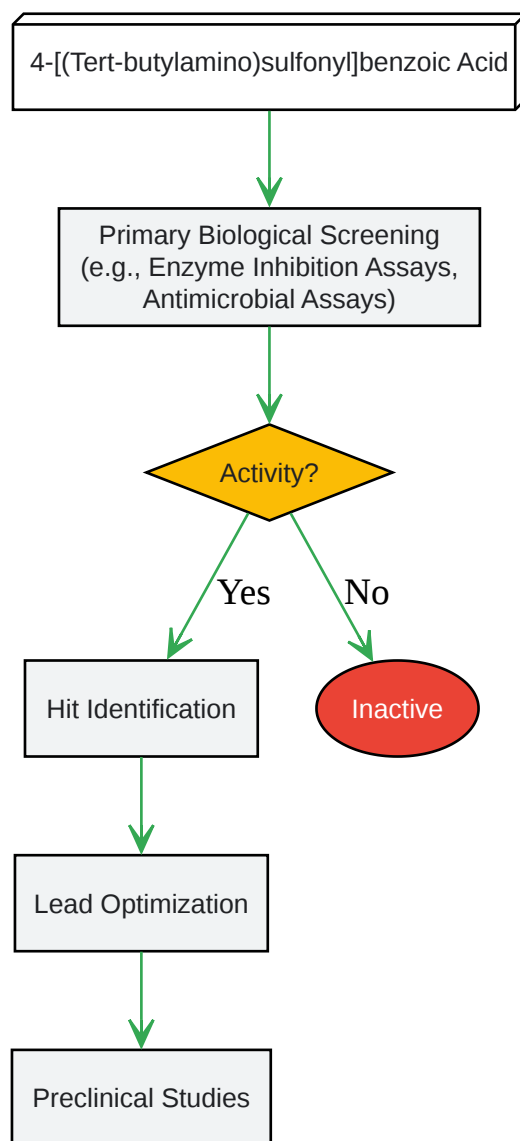 4-[(Tert-butylamino)sulfonyl]benzoic Acid
Primary Biological Screening
(e.g., Enzyme Inhibition Assays,
Antimicrobial Assays)
Activity?
Yes
No
Hit Identification
Inactive
Lead Optimization
Preclinical Studies